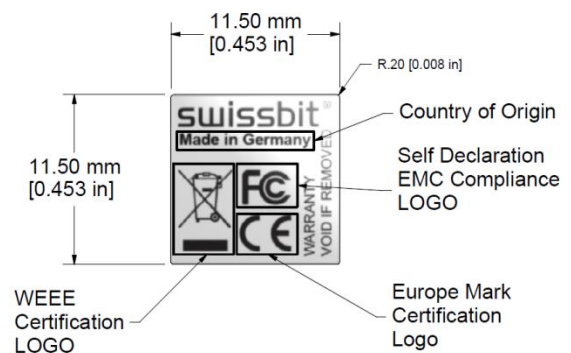 11.50 mm
[0.453 in]
R.20 [0.008 in]
swissbit®
Made in Germany
Country of Origin
11.50 mm
[0.453 in]
Self Declaration
EMC Compliance
LOGO
FC
CE
WARRANTY
VOID IF REMOVED
WEEE
Certification
LOGO
Europe Mark
Certification
Logo